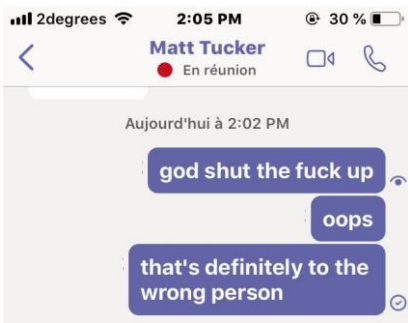 2degrees 2:05 PM 30 %
Matt Tucker
En réunion
Aujourd'hui à 2:02 PM
god shut the fuck up
oops
that's definitely to the
wrong person